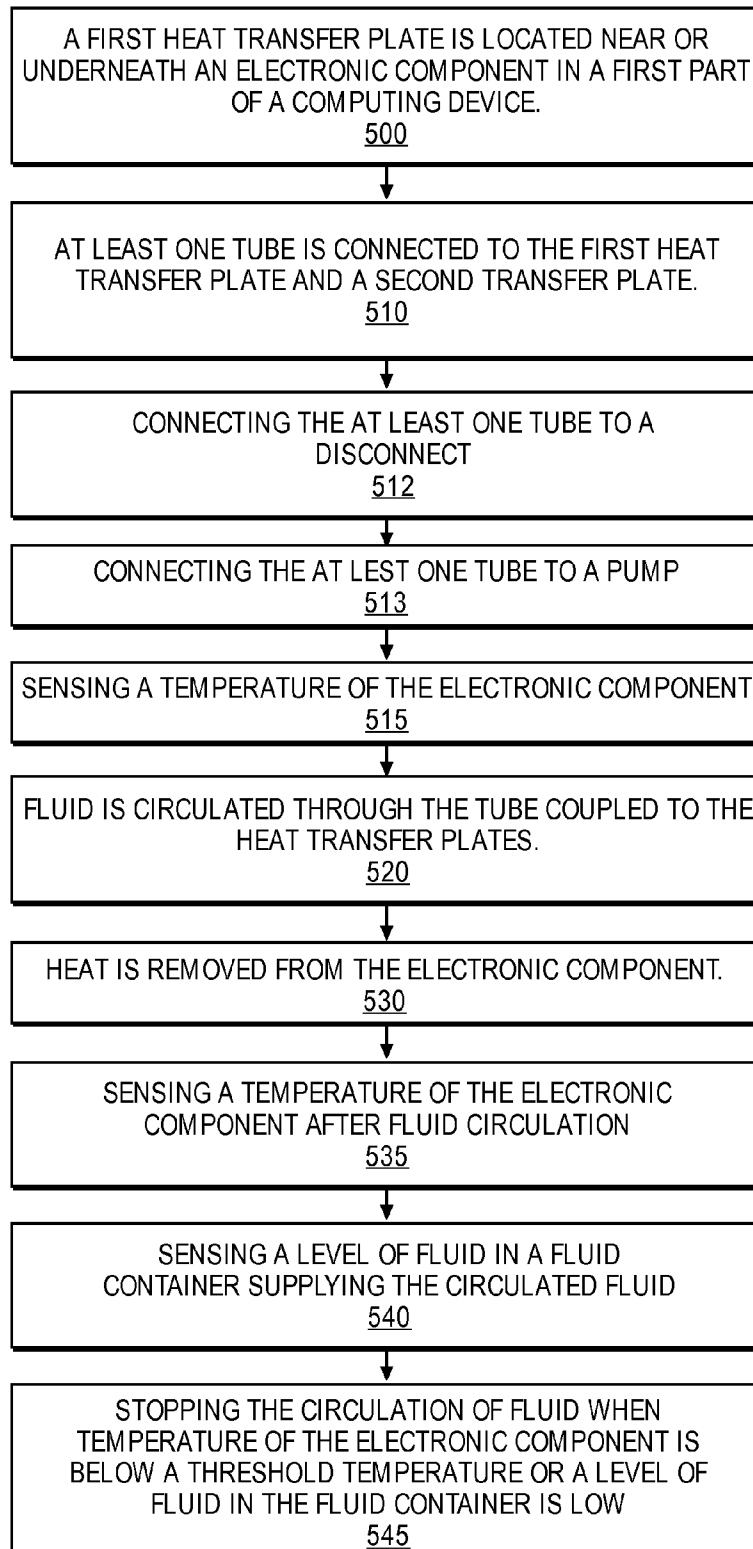 A FIRST HEAT TRANSFER PLATE IS LOCATED NEAR OR
UNDERNEATH AN ELECTRONIC COMPONENT IN A FIRST PART
OF A COMPUTING DEVICE.
500
AT LEAST ONE TUBE IS CONNECTED TO THE FIRST HEAT
TRANSFER PLATE AND A SECOND TRANSFER PLATE.
510
CONNECTING THE AT LEAST ONE TUBE TO A
DISCONNECT
512
CONNECTING THE AT LEST ONE TUBE TO A PUMP
513
SENSING A TEMPERATURE OF THE ELECTRONIC COMPONENT
515
FLUID IS CIRCULATED THROUGH THE TUBE COUPLED TO THE
HEAT TRANSFER PLATES.
520
HEAT IS REMOVED FROM THE ELECTRONIC COMPONENT.
530
SENSING A TEMPERATURE OF THE ELECTRONIC
COMPONENT AFTER FLUID CIRCULATION
535
SENSING A LEVEL OF FLUID IN A FLUID
CONTAINER SUPPLYING THE CIRCULATED FLUID
540
STOPPING THE CIRCULATION OF FLUID WHEN
TEMPERATURE OF THE ELECTRONIC COMPONENT IS
BELOW A THRESHOLD TEMPERATURE OR A LEVEL OF
FLUID IN THE FLUID CONTAINER IS LOW
545